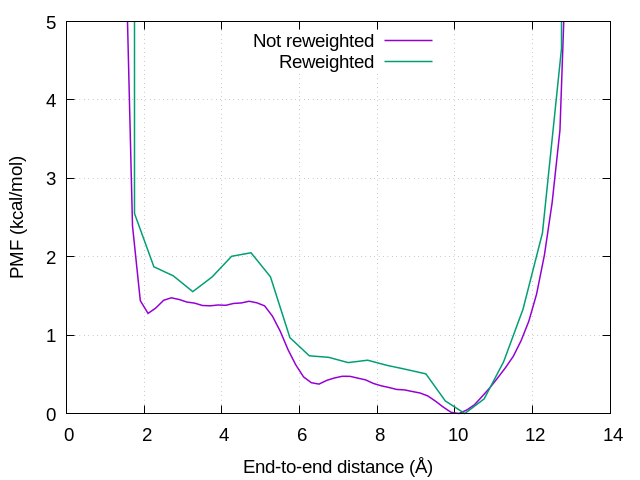 Not reweighted
Reweighted
PMF (kcal/mol)
5
4
3
2
1
0
0 2 4 6 8 10 12 14
End-to-end distance (Å)